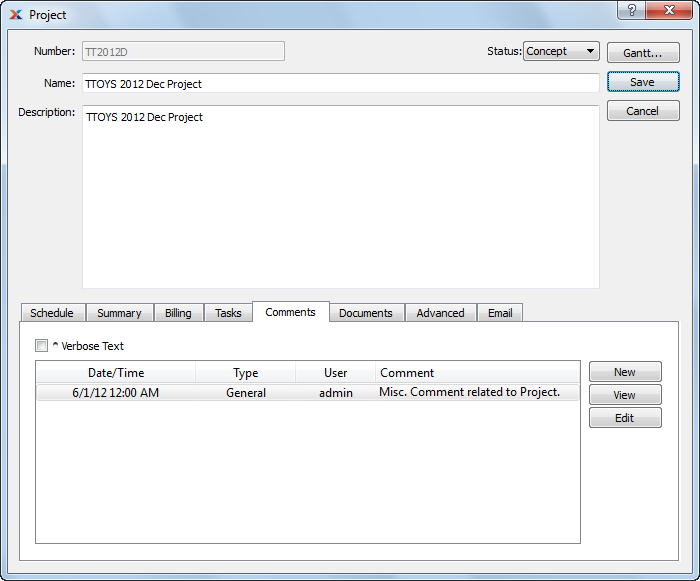 Project
Number: TT2012D Status: Concept Gantt...
Name: TTOYS 2012 Dec Project Save
Description: TTOYS 2012 Dec Project Cancel
Schedule Summary Billing Tasks Comments Documents Advanced Email
^ Verbose Text
Date/Time Type User Comment New
6/1/12 12:00 AM General admin Misc. Comment related to Project. View
Edit